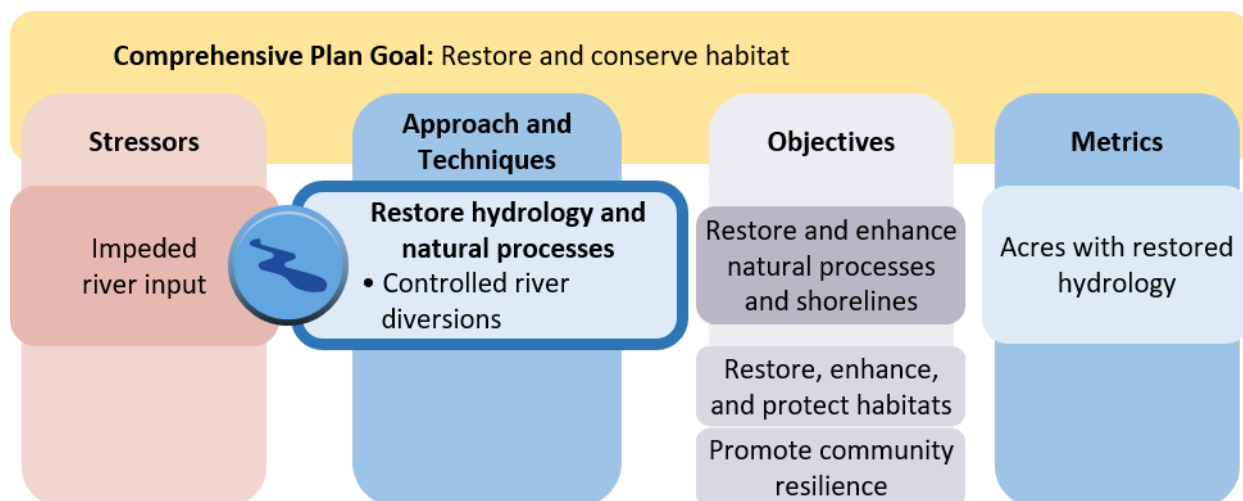 Comprehensive Plan Goal: Restore and conserve habitat
Stressors
Impeded
river input
Approach and
Techniques
Restore hydrology and
natural processes
• Controlled river
diversions
Objectives
Restore and enhance
natural processes
and shorelines
Restore, enhance,
and protect habitats
Promote community
resilience
Metrics
Acres with restored
hydrology